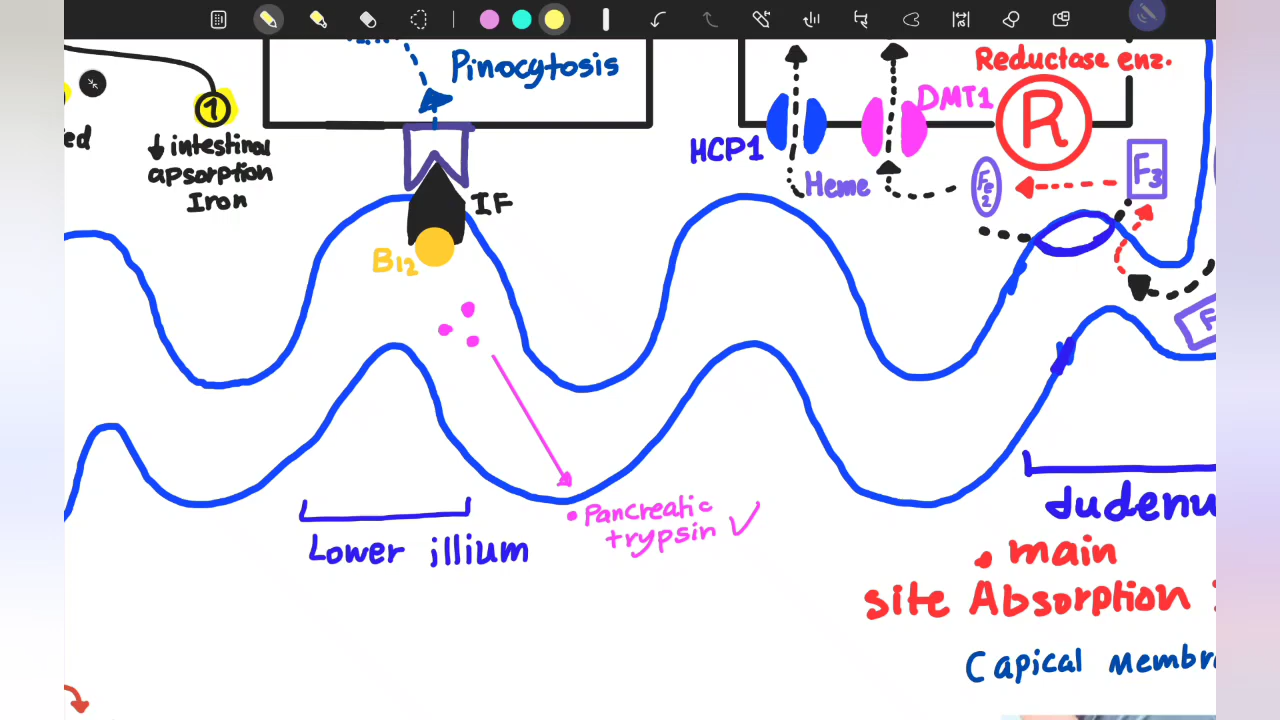 Pinocytosis
Reductase enz.
1
DMT1
R
ed
↓ intestinal
apsorption
Iron
HCP1
Heme
Fe2
F3
IF
B12
F
• Pancreatic
trypsin ✓
Lower illium
dudenu
• main
site Absorption
Capical membr